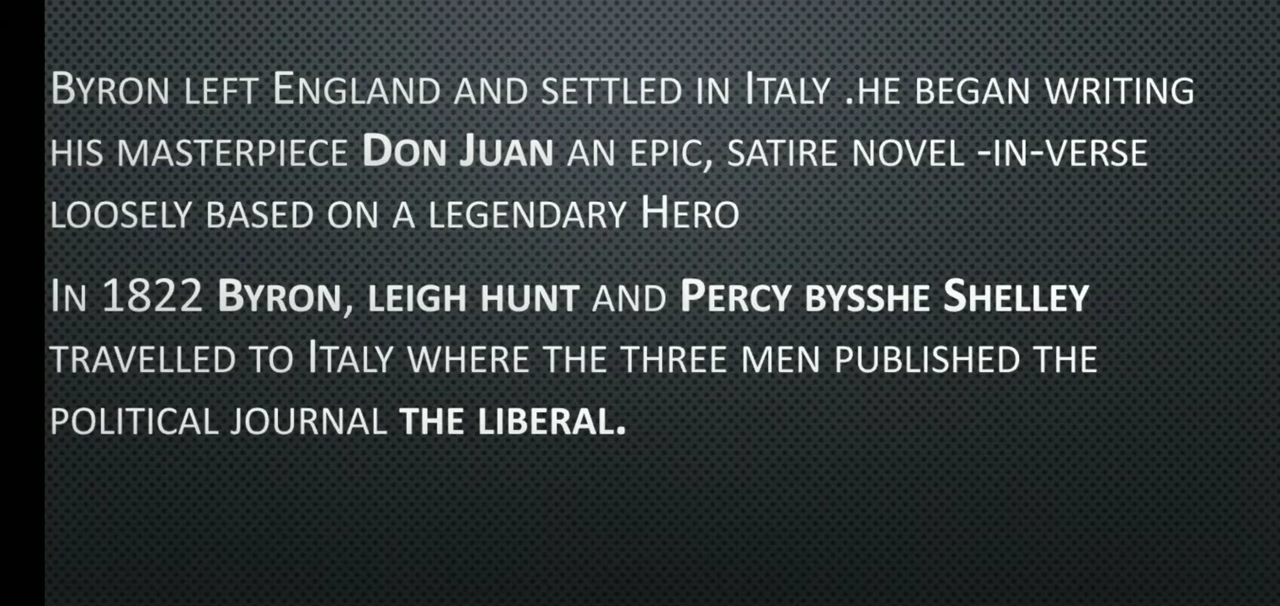 Byron left England and settled in Italy .he began writing
his masterpiece Don Juan an epic, satire novel -in-verse
loosely based on a legendary Hero
In 1822 Byron, leigh hunt and Percy bysshe Shelley
travelled to Italy where the three men published the
political journal the liberal.